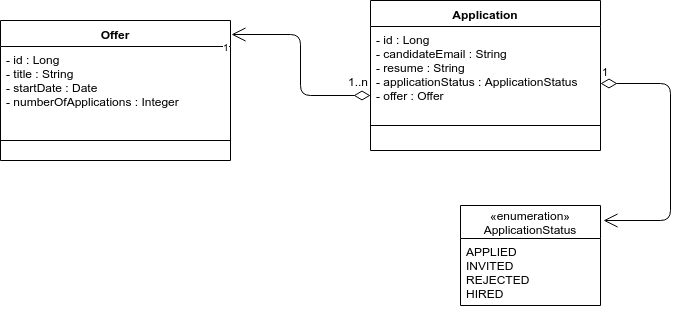 Offer
- id : Long
- title : String
- startDate : Date
- numberOfApplications : Integer
1
1..n
Application
- id : Long
- candidateEmail : String
- resume : String
- applicationStatus : ApplicationStatus
- offer : Offer
1
«enumeration»
ApplicationStatus
APPLIED
INVITED
REJECTED
HIRED